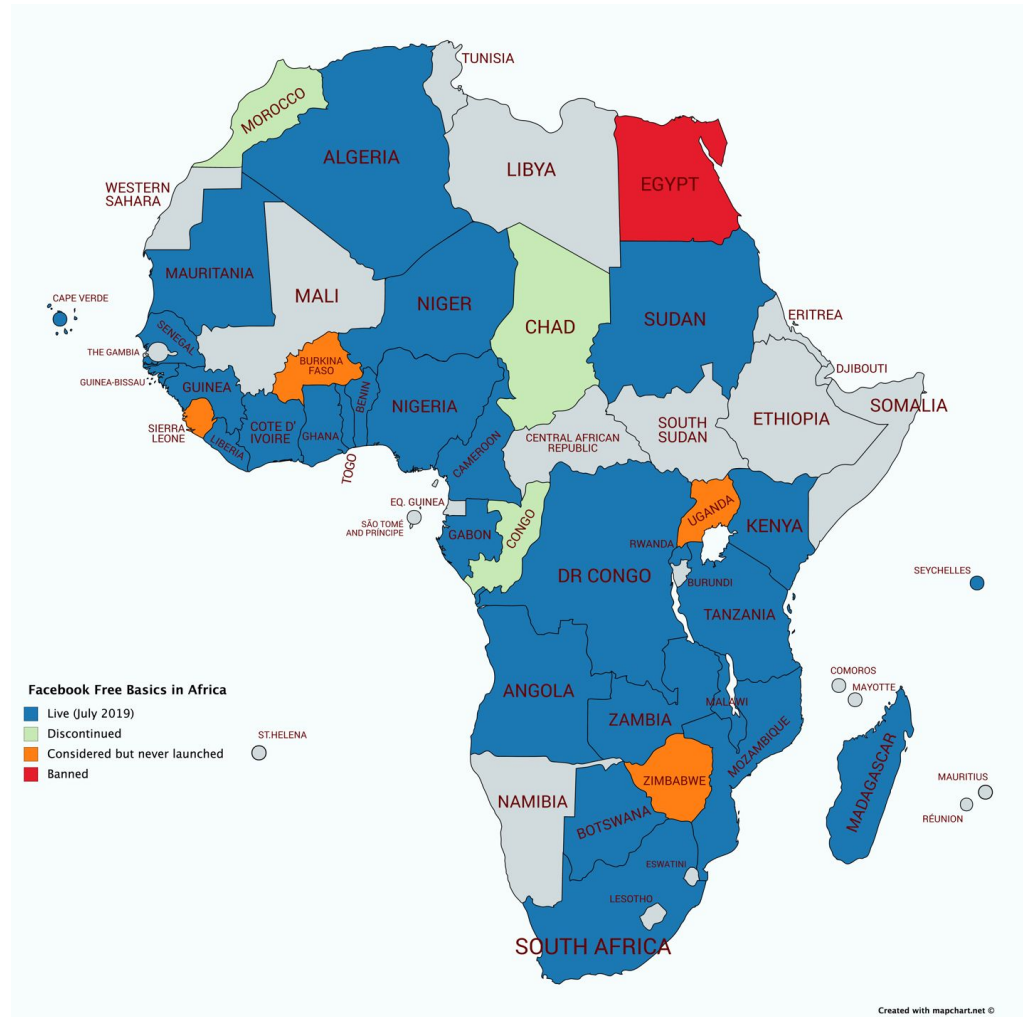 TUNISIA
MOROCCO
ALGERIA
LIBYA
EGYPT
WESTERN
SAHARA
MAURITANIA
MALI
NIGER
CHAD
SUDAN
ERITREA
CAPE VERDE
SENEGAL
THE GAMBIA
GUINEA-BISSAU
GUINEA
BURKINA
FASO
BENIN
NIGERIA
DJIBOUTI
SOMALIA
ETHIOPIA
SOUTH
SUDAN
SIERRA
LEONE
LIBERIA
COTE D'
IVOIRE
GHANA
TOGO
CAMEROON
CENTRAL AFRICAN
REPUBLIC
EQ. GUINEA
SÃO TOMÉ
AND PRÍNCIPE
GABON
CONGO
UGANDA
KENYA
RWANDA
DR CONGO
BURUNDI
TANZANIA
SEYCHELLES
COMOROS
MAYOTTE
ANGOLA
ZAMBIA
MALAWI
MOZAMBIQUE
Facebook Free Basics in Africa
Live (July 2019)
Discontinued
Considered but never launched
Banned
ST.HELENA
NAMIBIA
ZIMBABWE
BOTSWANA
MADAGASCAR
MAURITIUS
RÉUNION
ESWATINI
LESOTHO
SOUTH AFRICA
Created with mapchart.net ©